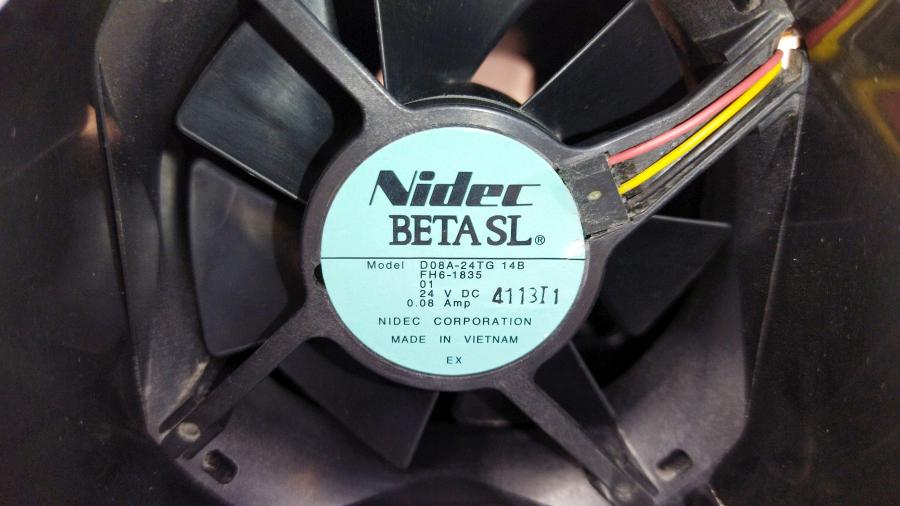 Nidec
BETA SL®
Model D08A-24TG 14B
FH6-1835
01
24 V DC
0.08 Amp 4113I1
NIDEC CORPORATION
MADE IN VIETNAM
EX